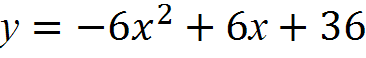 y = −6x² + 6x + 36